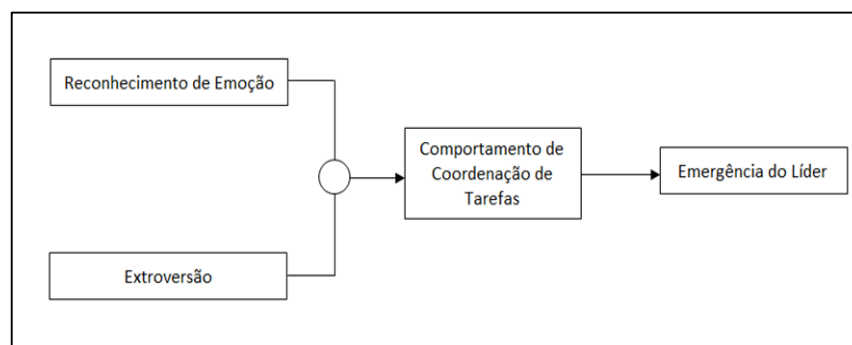 Reconhecimento de Emoção
Extroversão
Comportamento de
Coordenação de
Tarefas
Emergência do Líder